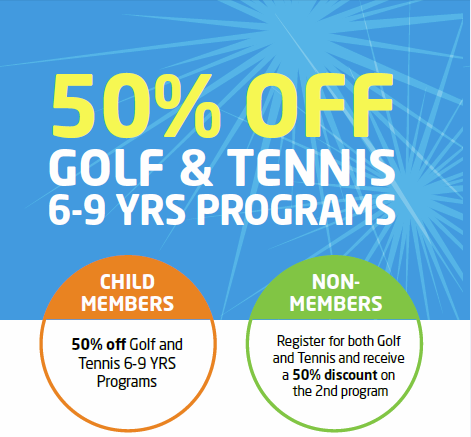 50% OFF
GOLF & TENNIS
6-9 YRS PROGRAMS
CHILD
MEMBERS
50% off Golf and
Tennis 6-9 YRS
Programs
NON-
MEMBERS
Register for both Golf
and Tennis and receive
a 50% discount on
the 2nd program